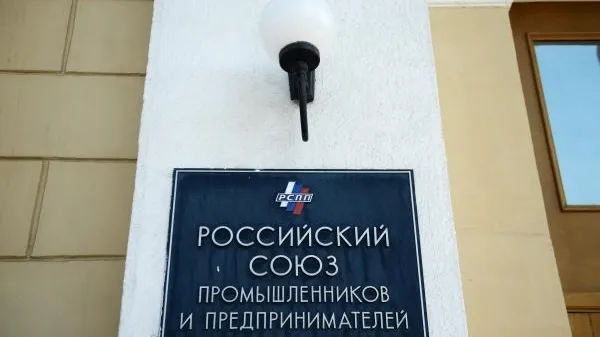 РСПП
РОССИЙСКИЙ
СОЮЗ
ПРОМЫШЛЕННИКОВ
И ПРЕДПРИНИМАТЕЛЕЙ